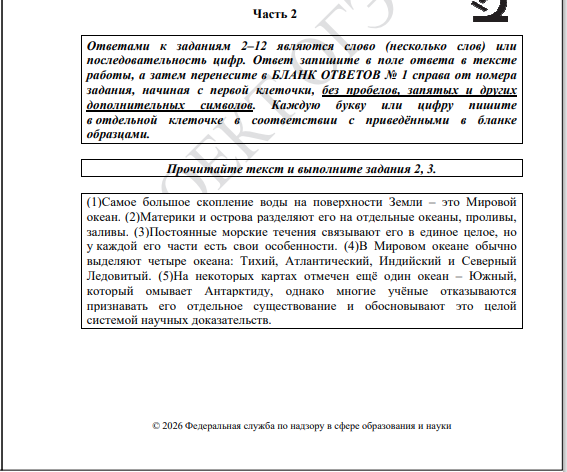 Часть 2
Ответами к заданиям 2–12 являются слово (несколько слов) или
последовательность цифр. Ответ запишите в поле ответа в тексте
работы, а затем перенесите в БЛАНК ОТВЕТОВ № 1 справа от номера
задания, начиная с первой клеточки, без пробелов, запятых и других
дополнительных символов. Каждую букву или цифру пишите
в отдельной клеточке в соответствии с приведёнными в бланке
образцами.
Прочитайте текст и выполните задания 2, 3.
(1)Самое большое скопление воды на поверхности Земли – это Мировой
океан. (2)Материки и острова разделяют его на отдельные океаны, проливы,
заливы. (3)Постоянные морские течения связывают его в единое целое, но
у каждой его части есть свои особенности. (4)В Мировом океане обычно
выделяют четыре океана: Тихий, Атлантический, Индийский и Северный
Ледовитый. (5)На некоторых картах отмечен ещё один океан – Южный,
который омывает Антарктиду, однако многие учёные отказываются
признавать его отдельное существование и обосновывают это целой
системой научных доказательств.
© 2026 Федеральная служба по надзору в сфере образования и науки